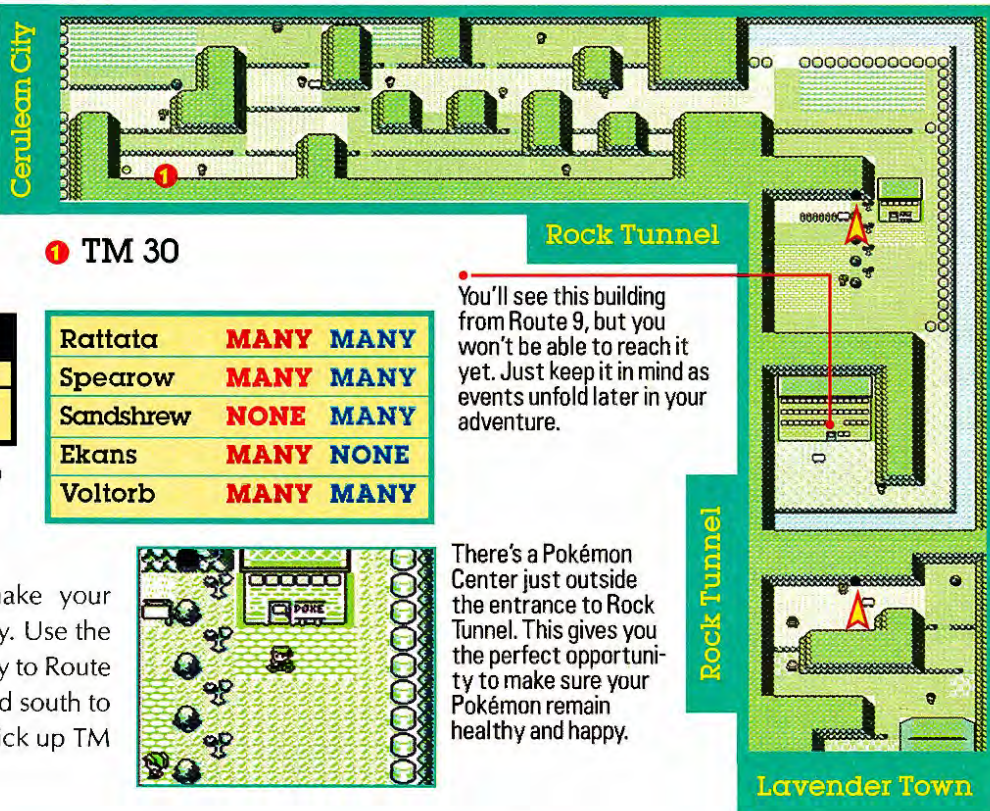 Cerulean City
1
Rock Tunnel
1 TM 30
You'll see this building
from Route 9, but you
won't be able to reach it
yet. Just keep it in mind as
events unfold later in your
adventure.
Rattata MANY MANY
Spearow MANY MANY
Sandshrew NONE MANY
Ekans MANY NONE
Voltorb MANY MANY
Rock Tunnel
ake your
y. Use the
y to Route
d south to
ick up TM
POKE
There's a Pokémon
Center just outside
the entrance to Rock
Tunnel. This gives you
the perfect opportuni-
ty to make sure your
Pokémon remain
healthy and happy.
Lavender Town